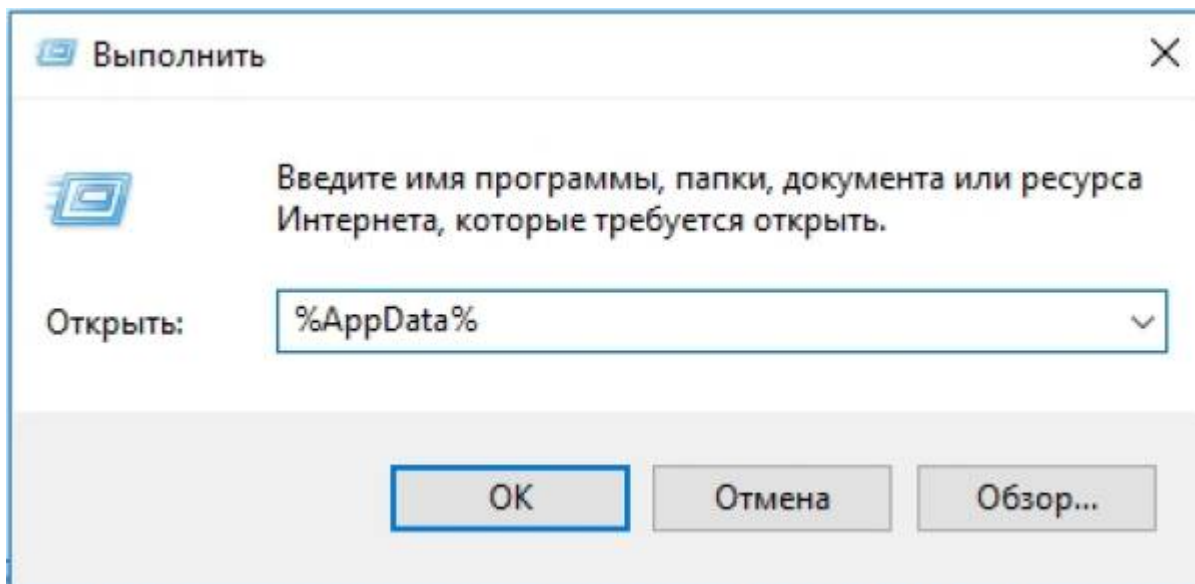 Выполнить
Введите имя программы, папки, документа или ресурса
Интернета, которые требуется открыть.
Открыть: %AppData%
OK Отмена Обзор...